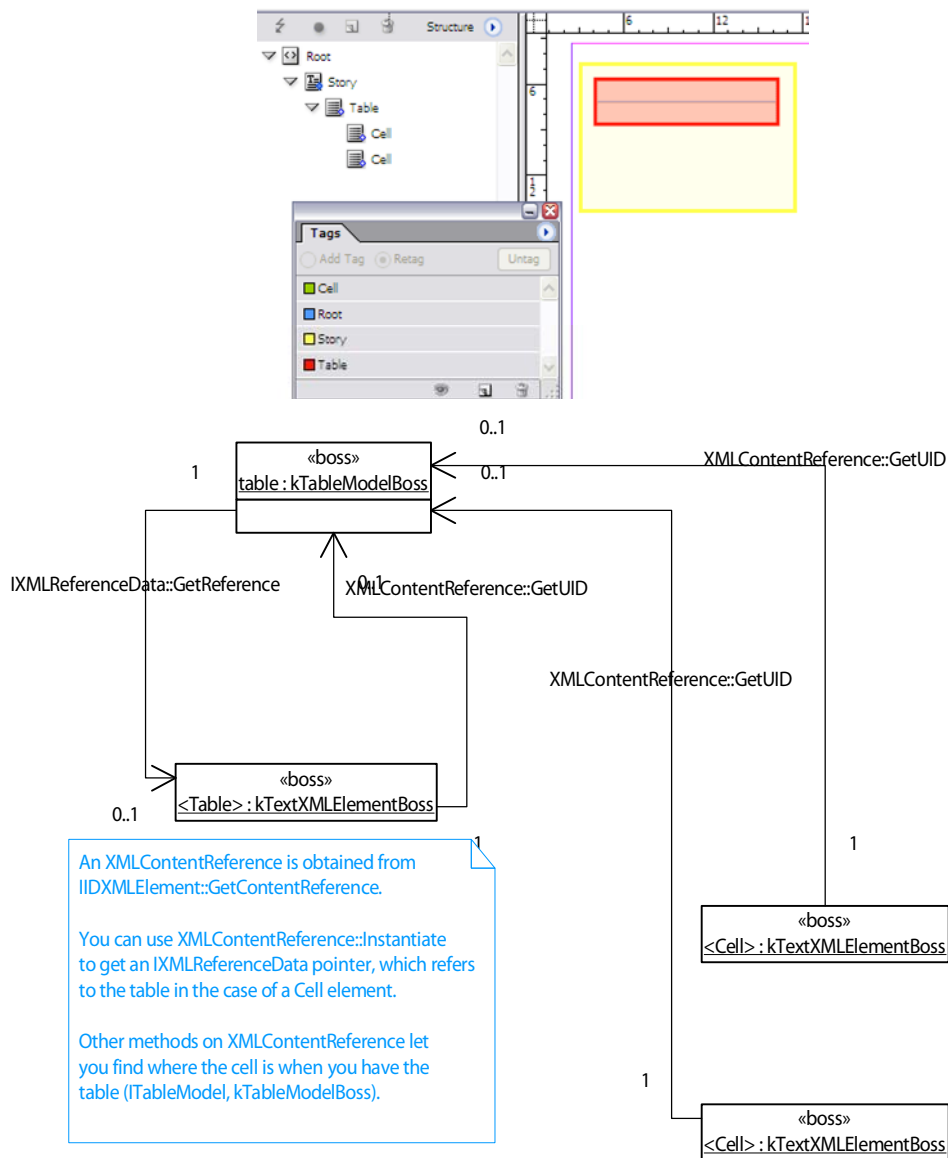 Structure
6
12
1
Root
Story
Table
Cell
Cell
6
1
2
Tags
Add Tag
Retag
Untag
Cell
Root
Story
Table
0..1
«boss»
table : kTableModelBoss
1
0..1
XMLContentReference::GetUID
IXMLReferenceData::GetReference
0..1
XMLContentReference::GetUID
XMLContentReference::GetUID
«boss»
<Table> : kTextXMLElementBoss
0..1
1
1
An XMLContentReference is obtained from
IIDXMLElement::GetContentReference.
You can use XMLContentReference::Instantiate
to get an IXMLReferenceData pointer, which refers
to the table in the case of a Cell element.
Other methods on XMLContentReference let
you find where the cell is when you have the
table (ITableModel, kTableModelBoss).
«boss»
<Cell> : kTextXMLElementBoss
1
«boss»
<Cell> : kTextXMLElementBoss